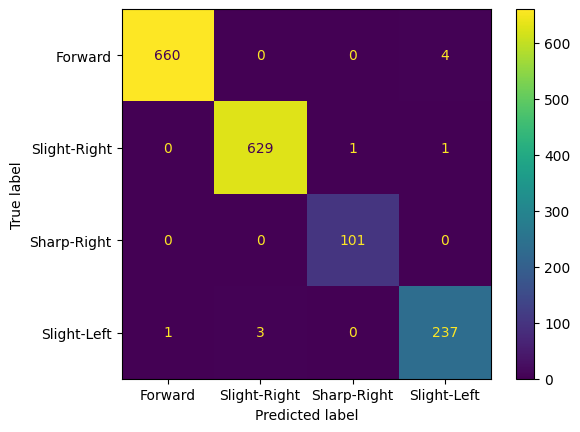 Forward 660 0 0 4
Slight-Right 0 629 1 1
Sharp-Right 0 0 101 0
Slight-Left 1 3 0 237
Forward Slight-Right Sharp-Right Slight-Left
Predicted label
True label
600
500
400
300
200
100
0